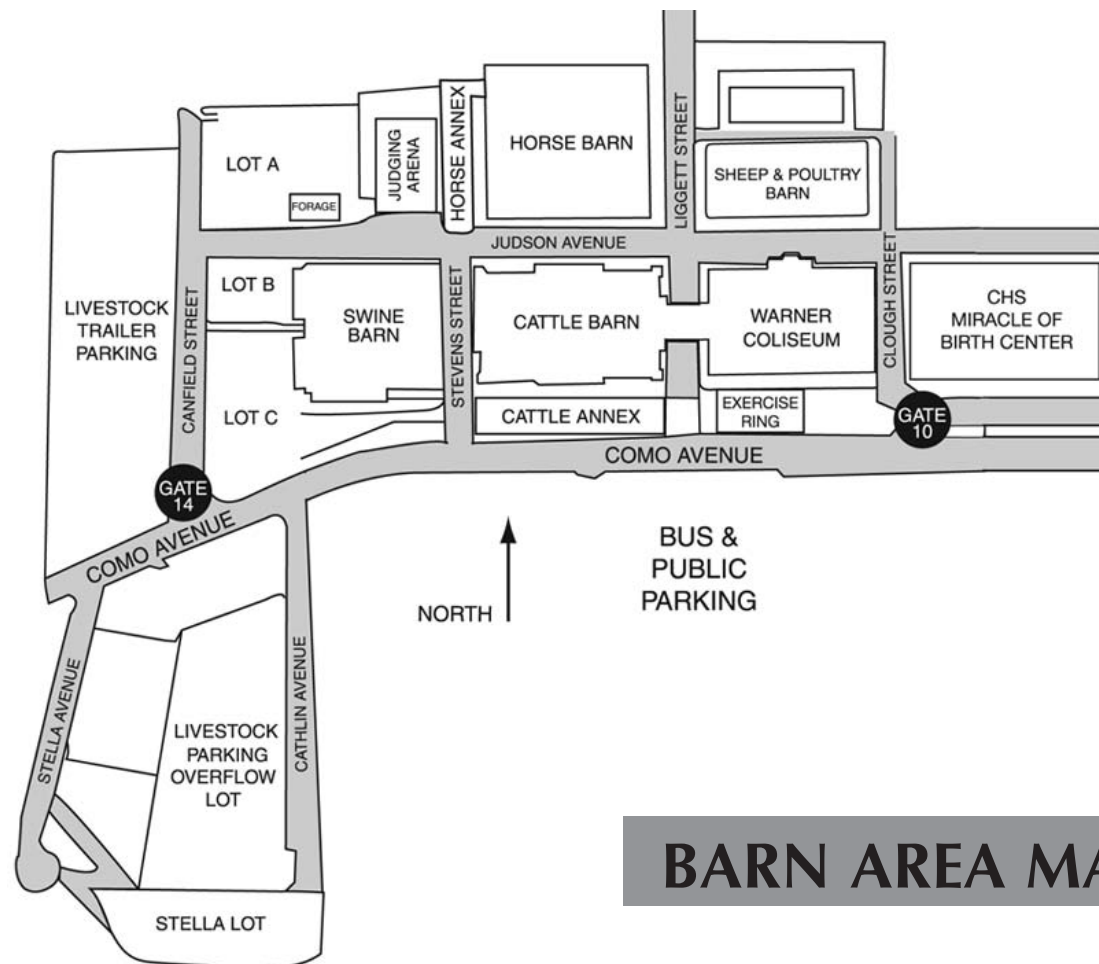 LIGGETT STREET
HORSE ANNEX
HORSE BARN
LOT A
JUDGING
ARENA
SHEEP & POULTRY
BARN
FORAGE
JUDSON AVENUE
CLOUGH STREET
LOT B
LIVESTOCK
TRAILER
PARKING
CANFIELD STREET
SWINE
BARN
STEVENS STREET
CATTLE BARN
WARNER
COLISEUM
CHS
MIRACLE OF
BIRTH CENTER
LOT C
CATTLE ANNEX
EXERCISE
RING
GATE
10
COMO AVENUE
GATE
14
COMO AVENUE
NORTH
BUS &
PUBLIC
PARKING
STELLA AVENUE
CATHLIN AVENUE
LIVESTOCK
PARKING
OVERFLOW
LOT
STELLA LOT
BARN AREA MA